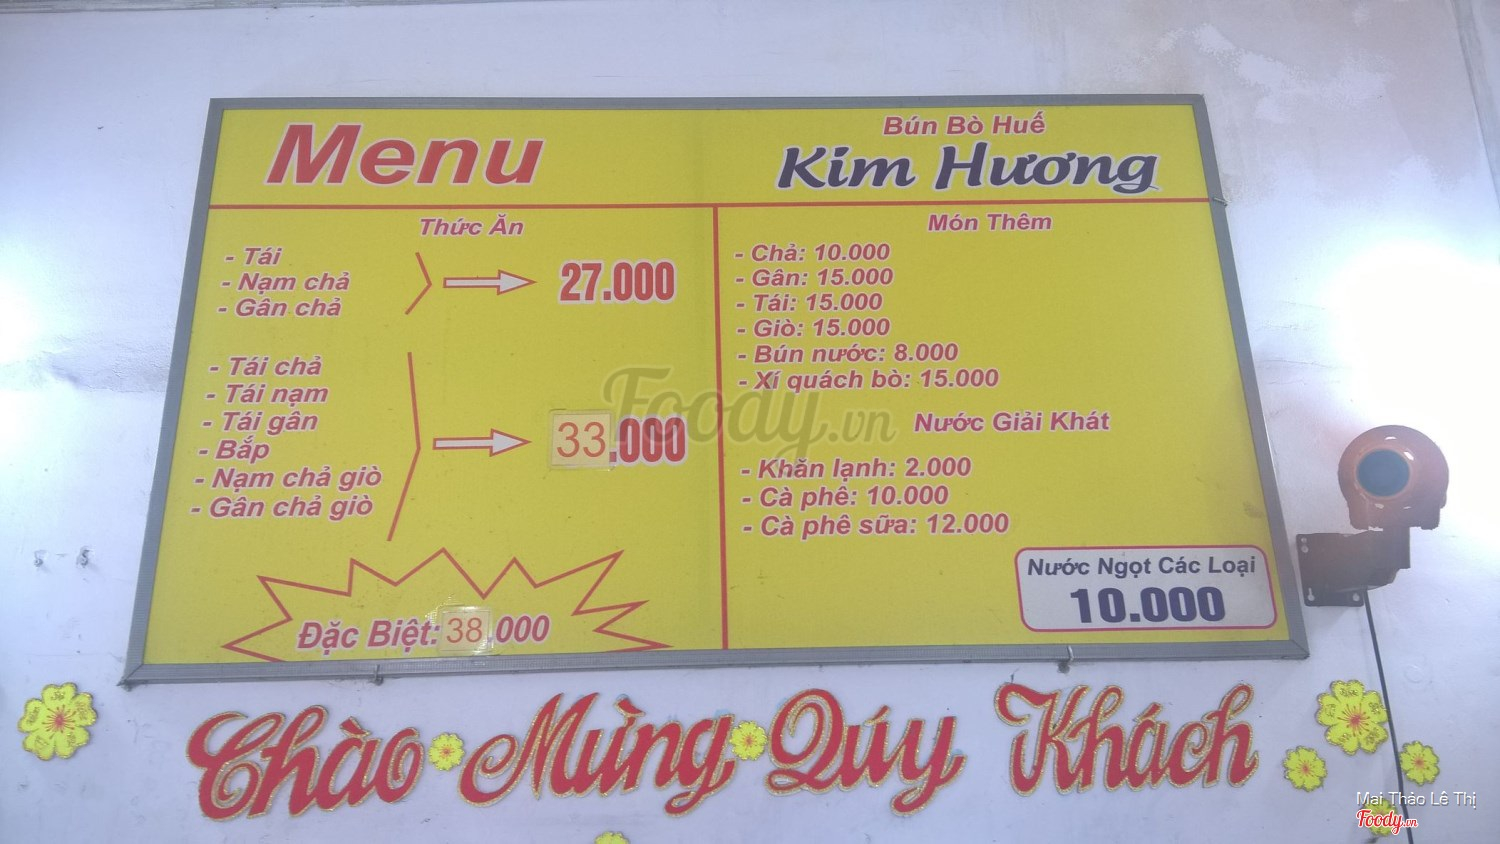 Menu
Bún Bò Huế
Kim Hương
Thức Ăn
- Tái
- Nạm chả
- Gân chả
27.000
- Tái chả
- Tái nạm
- Tái gân
- Bắp
- Nạm chả giò
- Gân chả giò
33.000
Đặc Biệt: 38.000
Món Thêm
- Chả: 10.000
- Gân: 15.000
- Tái: 15.000
- Giò: 15.000
- Bún nước: 8.000
- Xí quách bò: 15.000
Nước Giải Khát
- Khăn lạnh: 2.000
- Cà phê: 10.000
- Cà phê sữa: 12.000
Nước Ngọt Các Loại
10.000
Foody.vn
Chào Mừng Quý Khách
Mai Thảo Lê Thị
Foody.vn